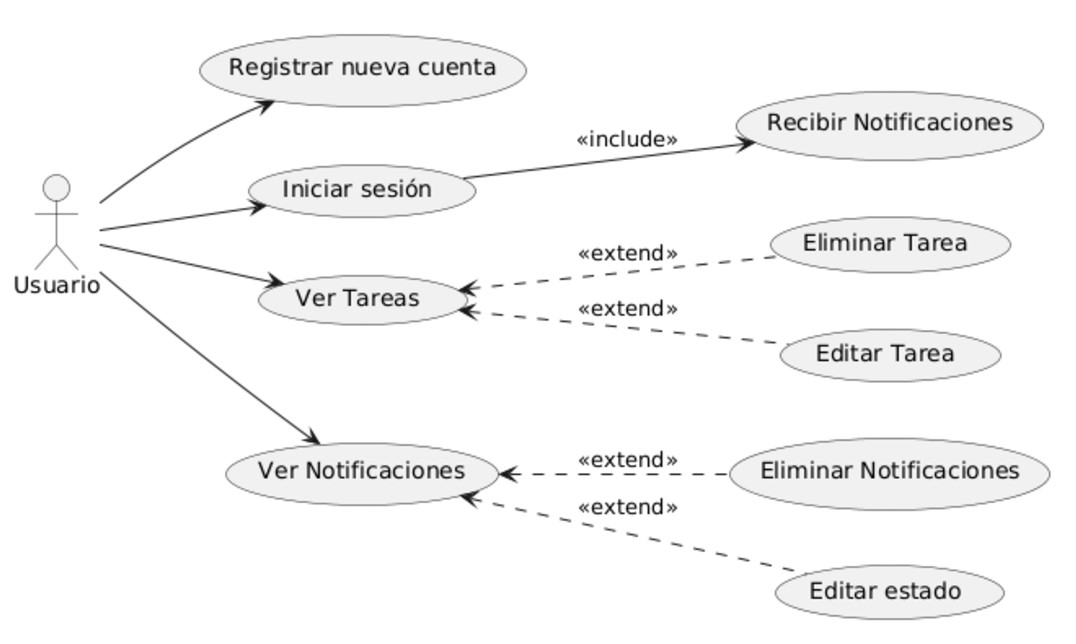 Registrar nueva cuenta
Recibir Notificaciones
«include»
Iniciar sesión
Usuario
Eliminar Tarea
«extend»
Ver Tareas
«extend»
Editar Tarea
Ver Notificaciones
«extend»
Eliminar Notificaciones
«extend»
Editar estado